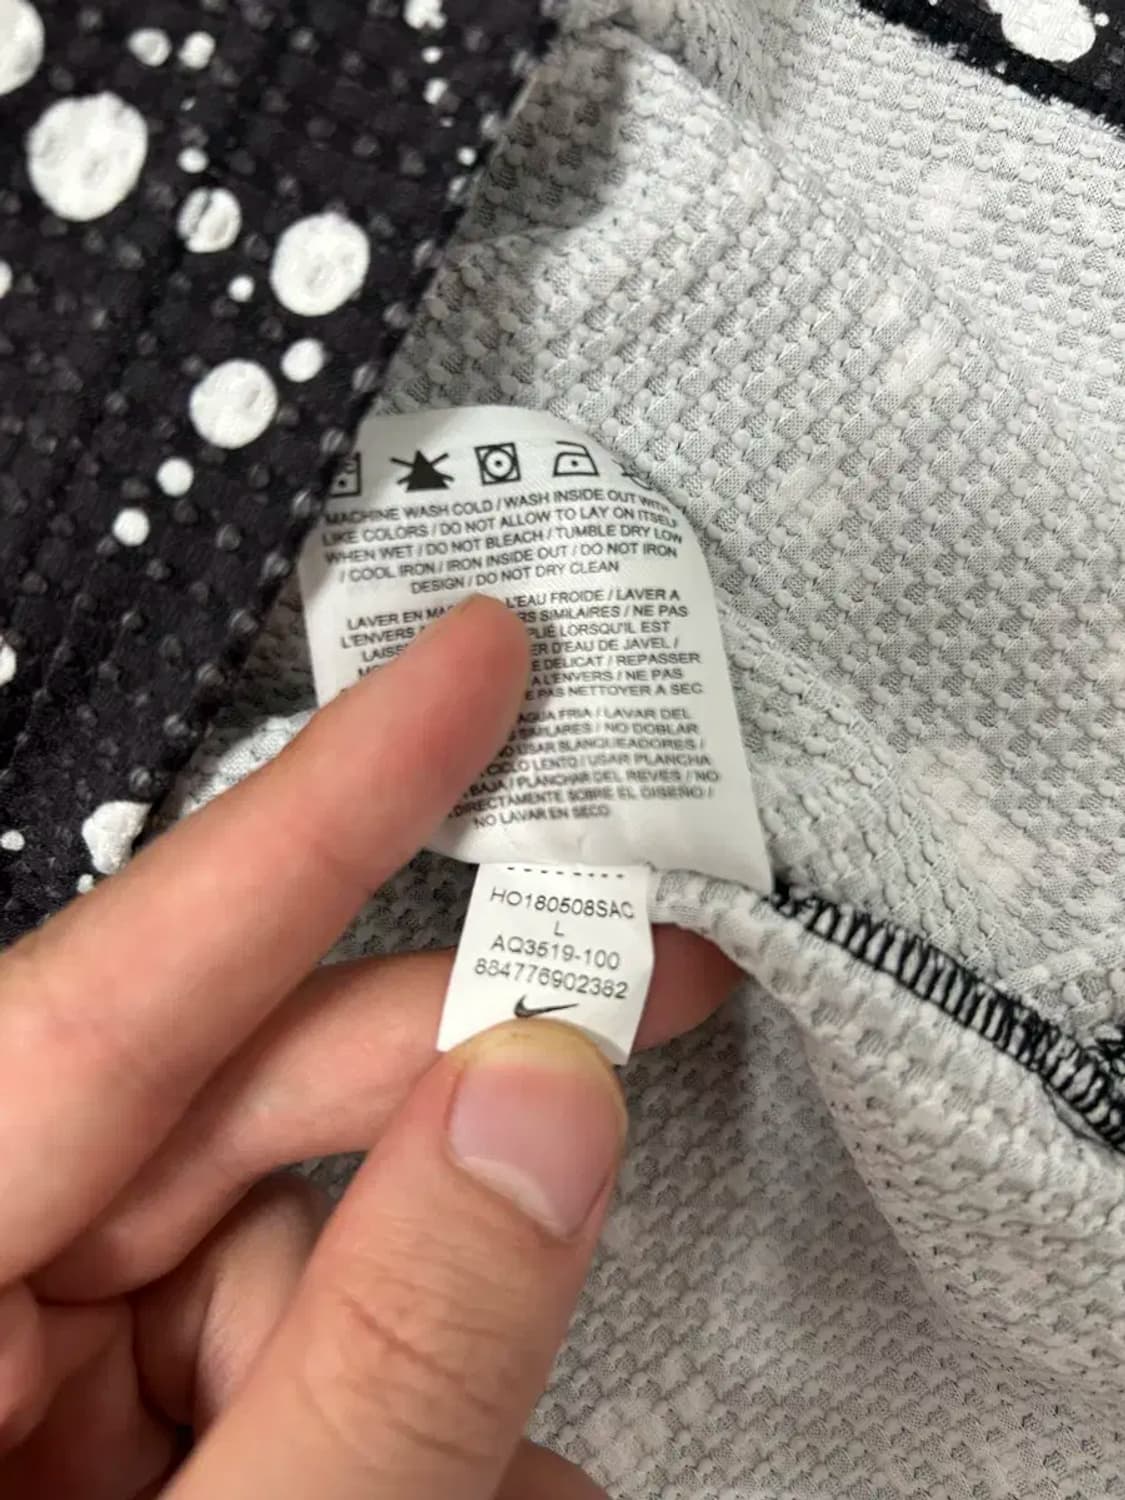 MACHINE WASH COLD / WASH INSIDE OUT WITH
LIKE COLORS / DO NOT ALLOW TO LAY ON ITSELF
WHEN WET / DO NOT BLEACH / TUMBLE DRY LOW
/ COOL IRON / IRON INSIDE OUT / DO NOT IRON
DESIGN / DO NOT DRY CLEAN
LAVER EN L'EAU FROIDE / LAVER A
L'ENVERS SIMILAIRES / NE PAS
LORSQU'IL EST
D'EAU DE JAVEL /
DELICAT / REPASSER
A L'ENVERS / NE PAS
PAS NETTOYER A SEC
AGUA FRIA / LAVAR DEL
SIMILARES / NO DOBLAR
USAR BLANQUEADORES /
CICLO LENTO / USAR PLANCHA
BAJA / PLANCHAR DEL REVES / NO
DIRECTAMENTE SOBRE EL DISEÑO /
NO LAVAR EN SECO
HO180508SAC
L
AQ3519-100
884776902382